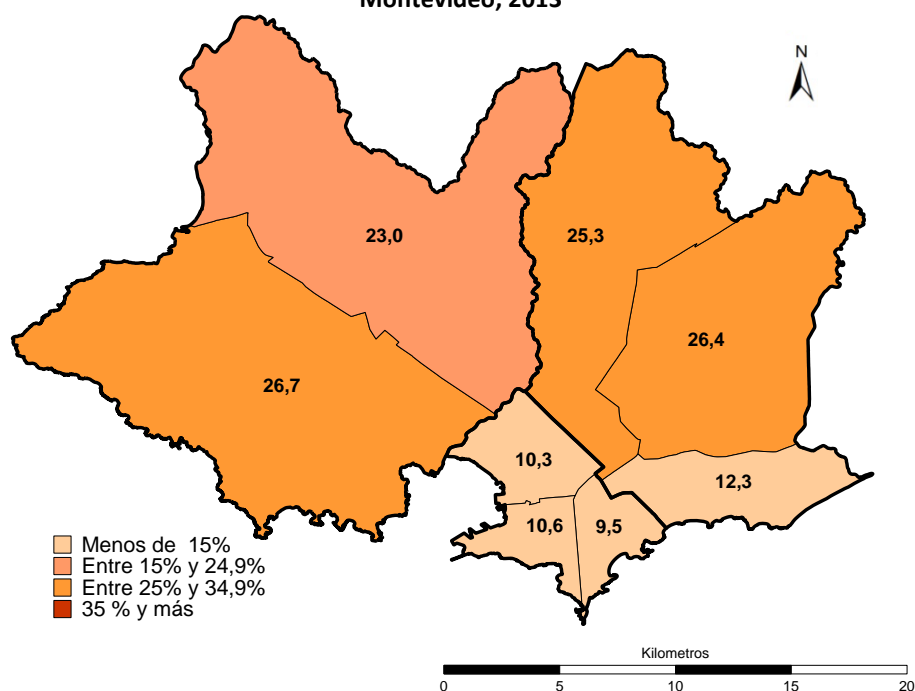 Montevideo, 2013
N
23,0
25,3
26,4
26,7
10,3
12,3
10,6
9,5
Menos de 15%
Entre 15% y 24,9%
Entre 25% y 34,9%
35 % y más
Kilometros
0 5 10 15 20